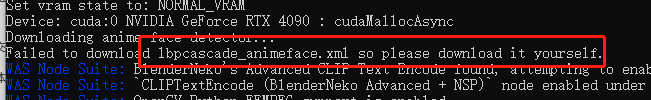 Set vram state to: NORMAL_VRAM
Device: cuda:0 NVIDIA GeForce RTX 4090 : cudaMallocAsync
Downloading anime face detector...
Failed to download lbpcascade_animeface.xml so please download it yourself.
WAS Node Suite: BlenderNeko's Advanced CLIP Text Encode found, attempting to enab
WAS Node Suite: `CLIPTextEncode (BlenderNeko Advanced + NSP)` node enabled under
WAS Node Suite: OpenCV Python FFMPEG support is enabled